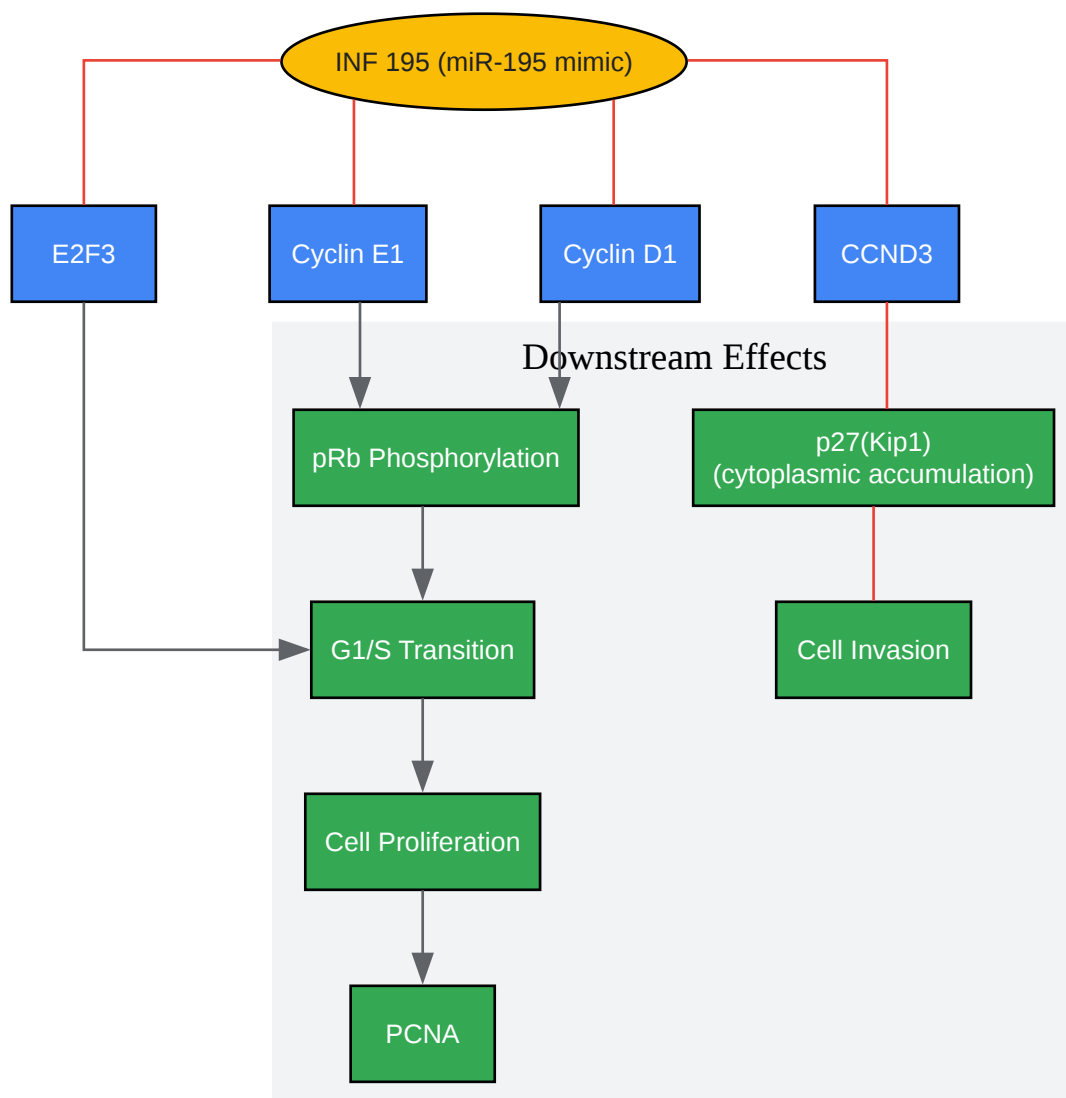 INF 195 (miR-195 mimic)
E2F3
Cyclin E1
Cyclin D1
CCND3
Downstream Effects
pRb Phosphorylation
p27(Kip1)
(cytoplasmic accumulation)
G1/S Transition
Cell Invasion
Cell Proliferation
PCNA